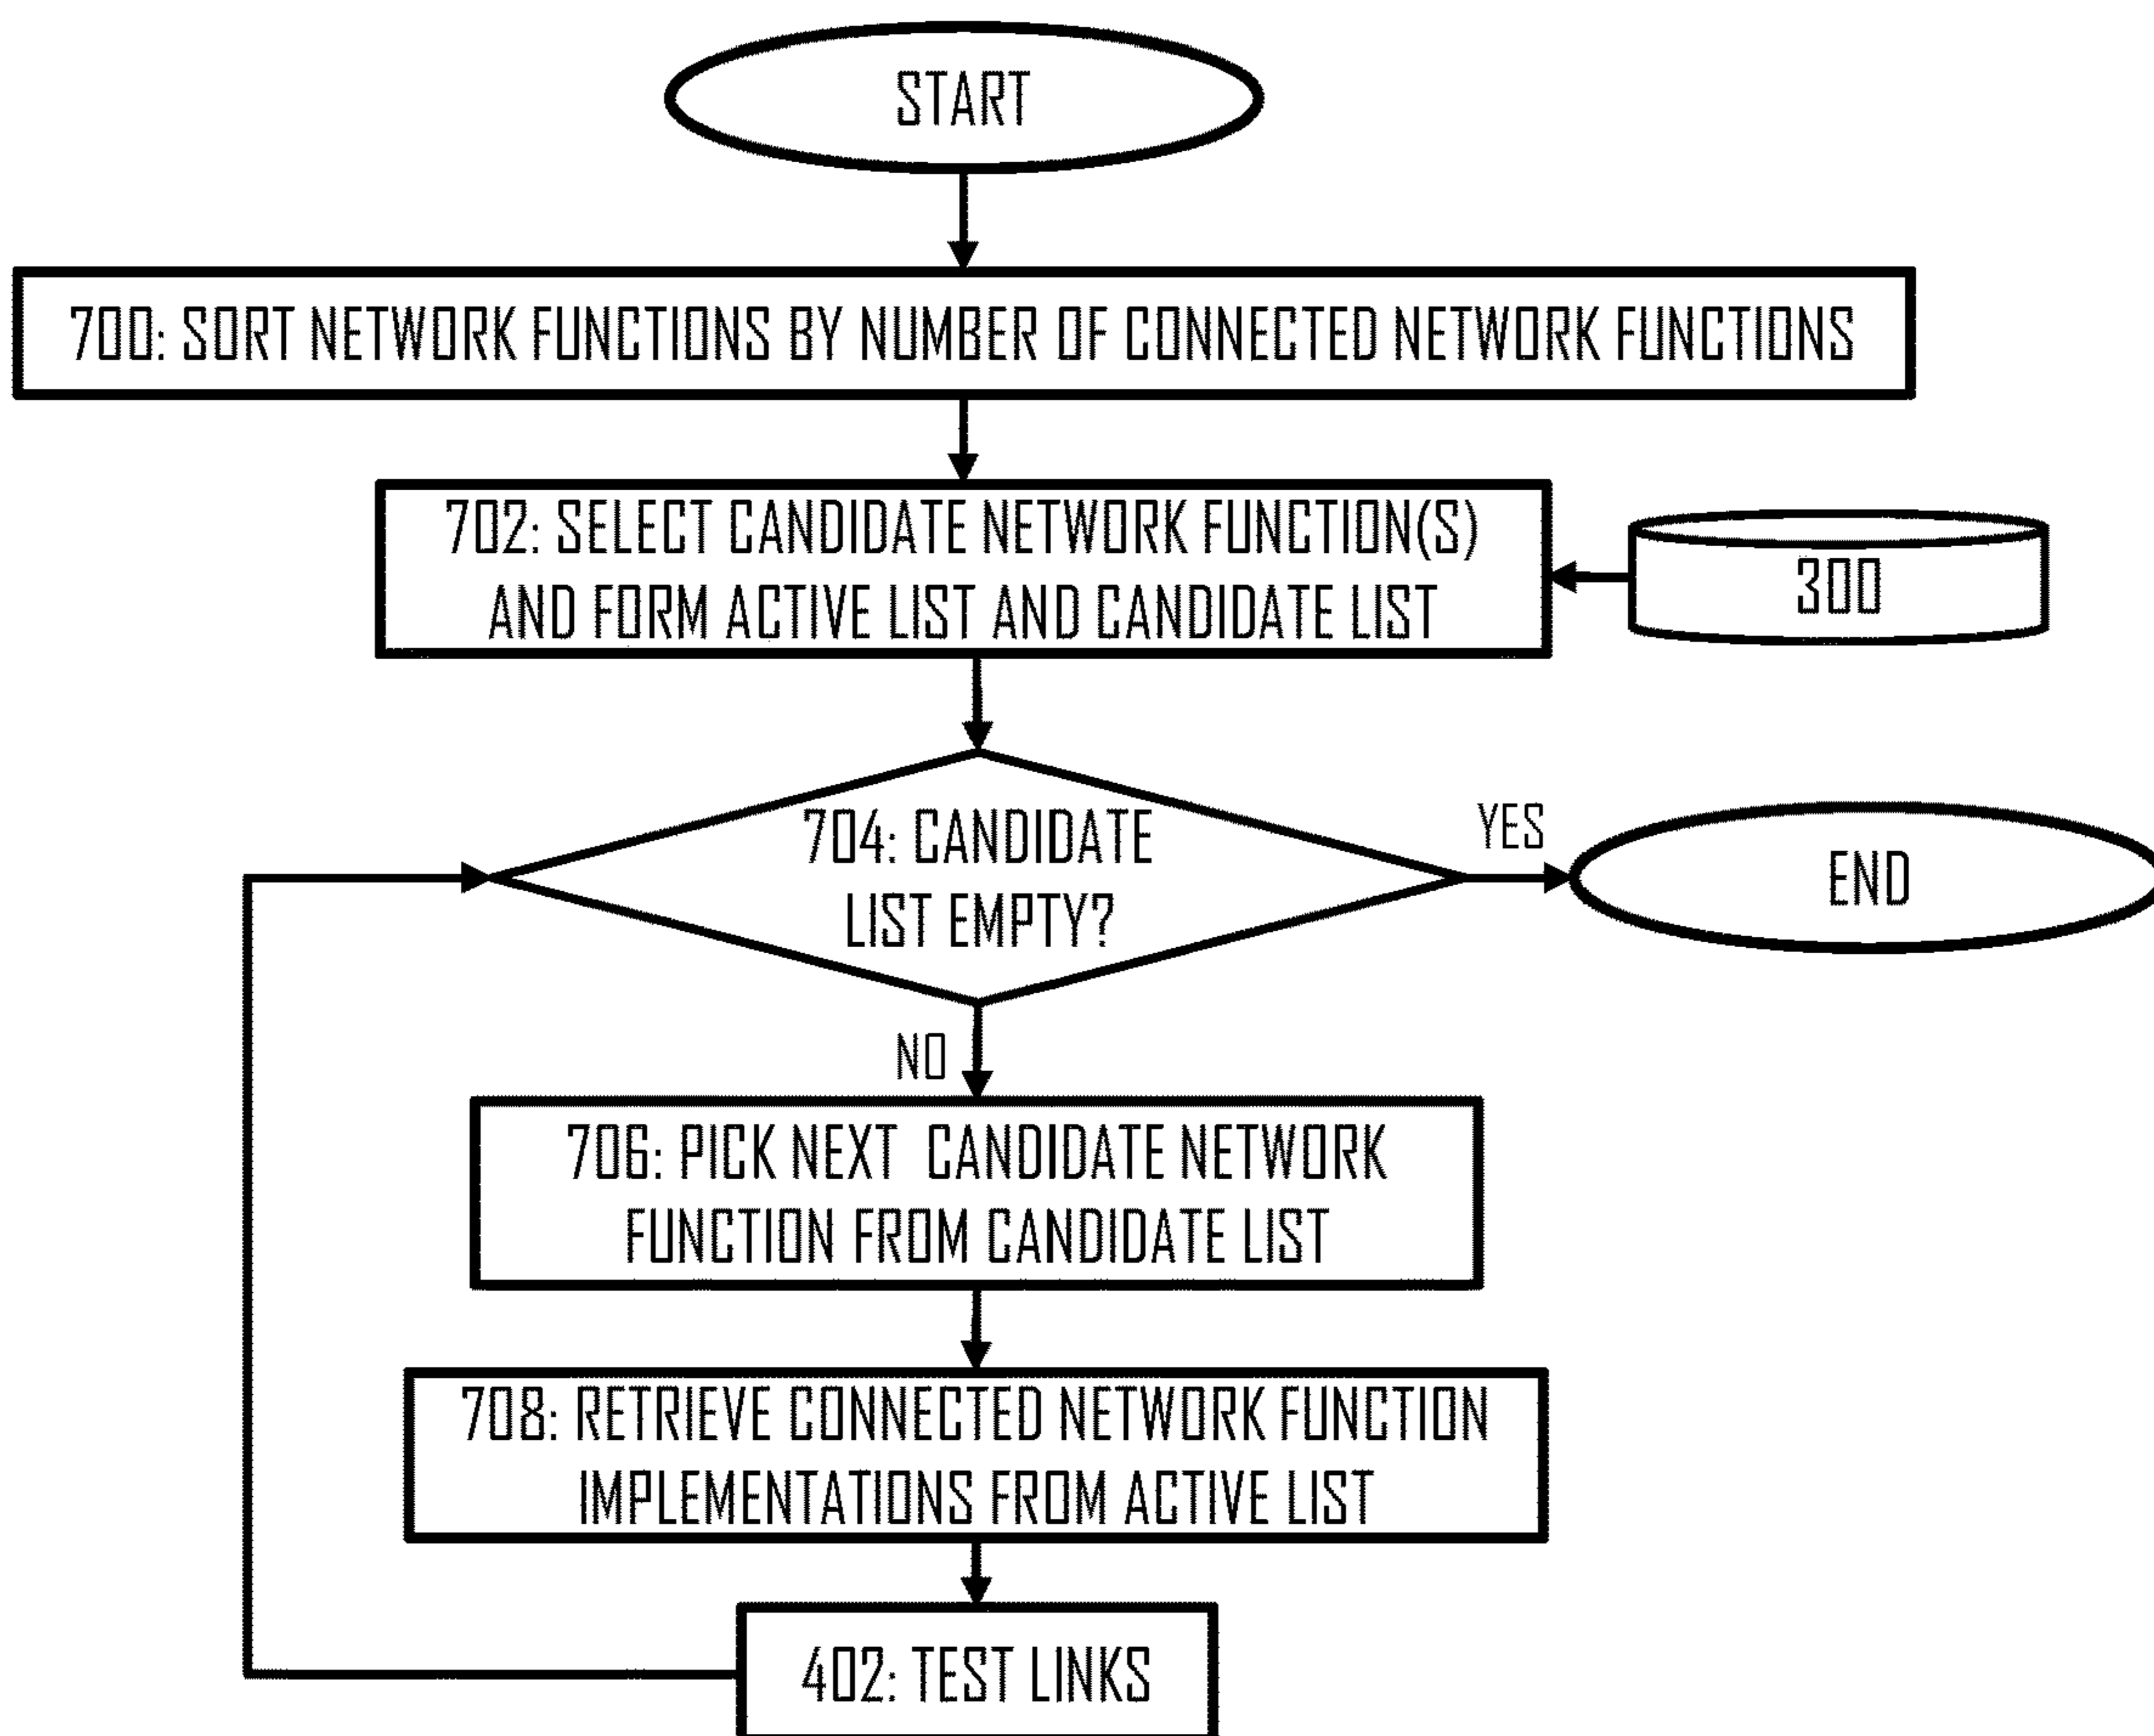 START
700: SORT NETWORK FUNCTIONS BY NUMBER OF CONNECTED NETWORK FUNCTIONS
702: SELECT CANDIDATE NETWORK FUNCTION(S)
AND FORM ACTIVE LIST AND CANDIDATE LIST
300
704: CANDIDATE
LIST EMPTY?
YES
END
NO
706: PICK NEXT CANDIDATE NETWORK
FUNCTION FROM CANDIDATE LIST
708: RETRIEVE CONNECTED NETWORK FUNCTION
IMPLEMENTATIONS FROM ACTIVE LIST
402: TEST LINKS